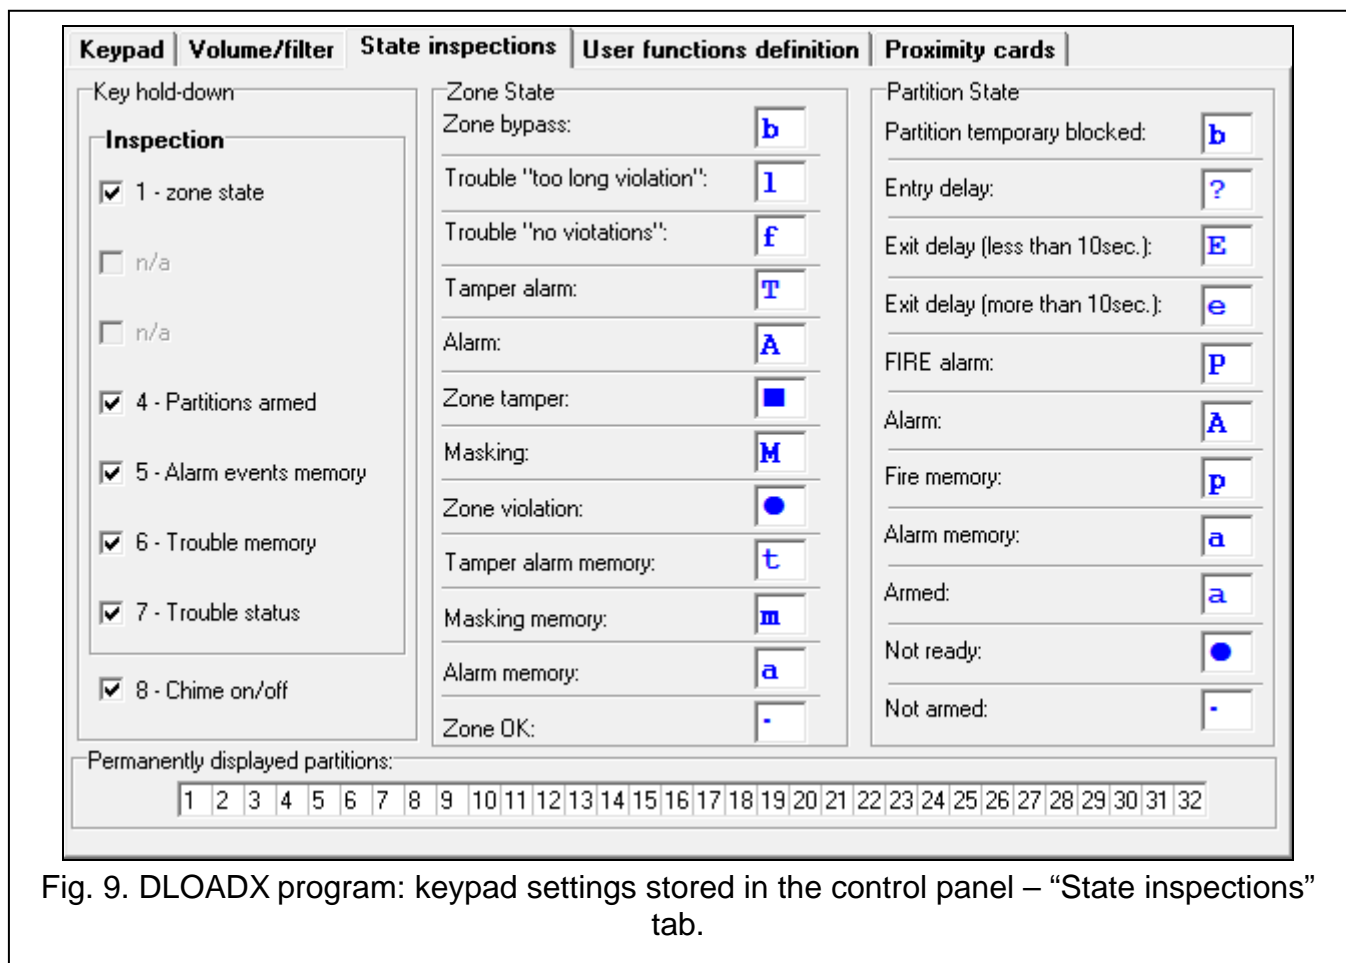 Keypad Volume/filter State inspections User functions definition Proximity cards
Key hold-down
Inspection
1 - zone state
n/a
n/a
4 - Partitions armed
5 - Alarm events memory
6 - Trouble memory
7 - Trouble status
8 - Chime on/off
Zone State
Zone bypass: b
Trouble "too long violation": l
Trouble "no viotations": f
Tamper alarm: T
Alarm: A
Zone tamper: ■
Masking: M
Zone violation: ●
Tamper alarm memory: t
Masking memory: m
Alarm memory: a
Zone OK: -
Partition State
Partition temporary blocked: b
Entry delay: ?
Exit delay (less than 10sec.): E
Exit delay (more than 10sec.): e
FIRE alarm: P
Alarm: A
Fire memory: p
Alarm memory: a
Armed: a
Not ready: ●
Not armed: -
Permanently displayed partitions:
1 2 3 4 5 6 7 8 9 10 11 12 13 14 15 16 17 18 19 20 21 22 23 24 25 26 27 28 29 30 31 32
Fig. 9. DLOADX program: keypad settings stored in the control panel – “State inspections”
tab.